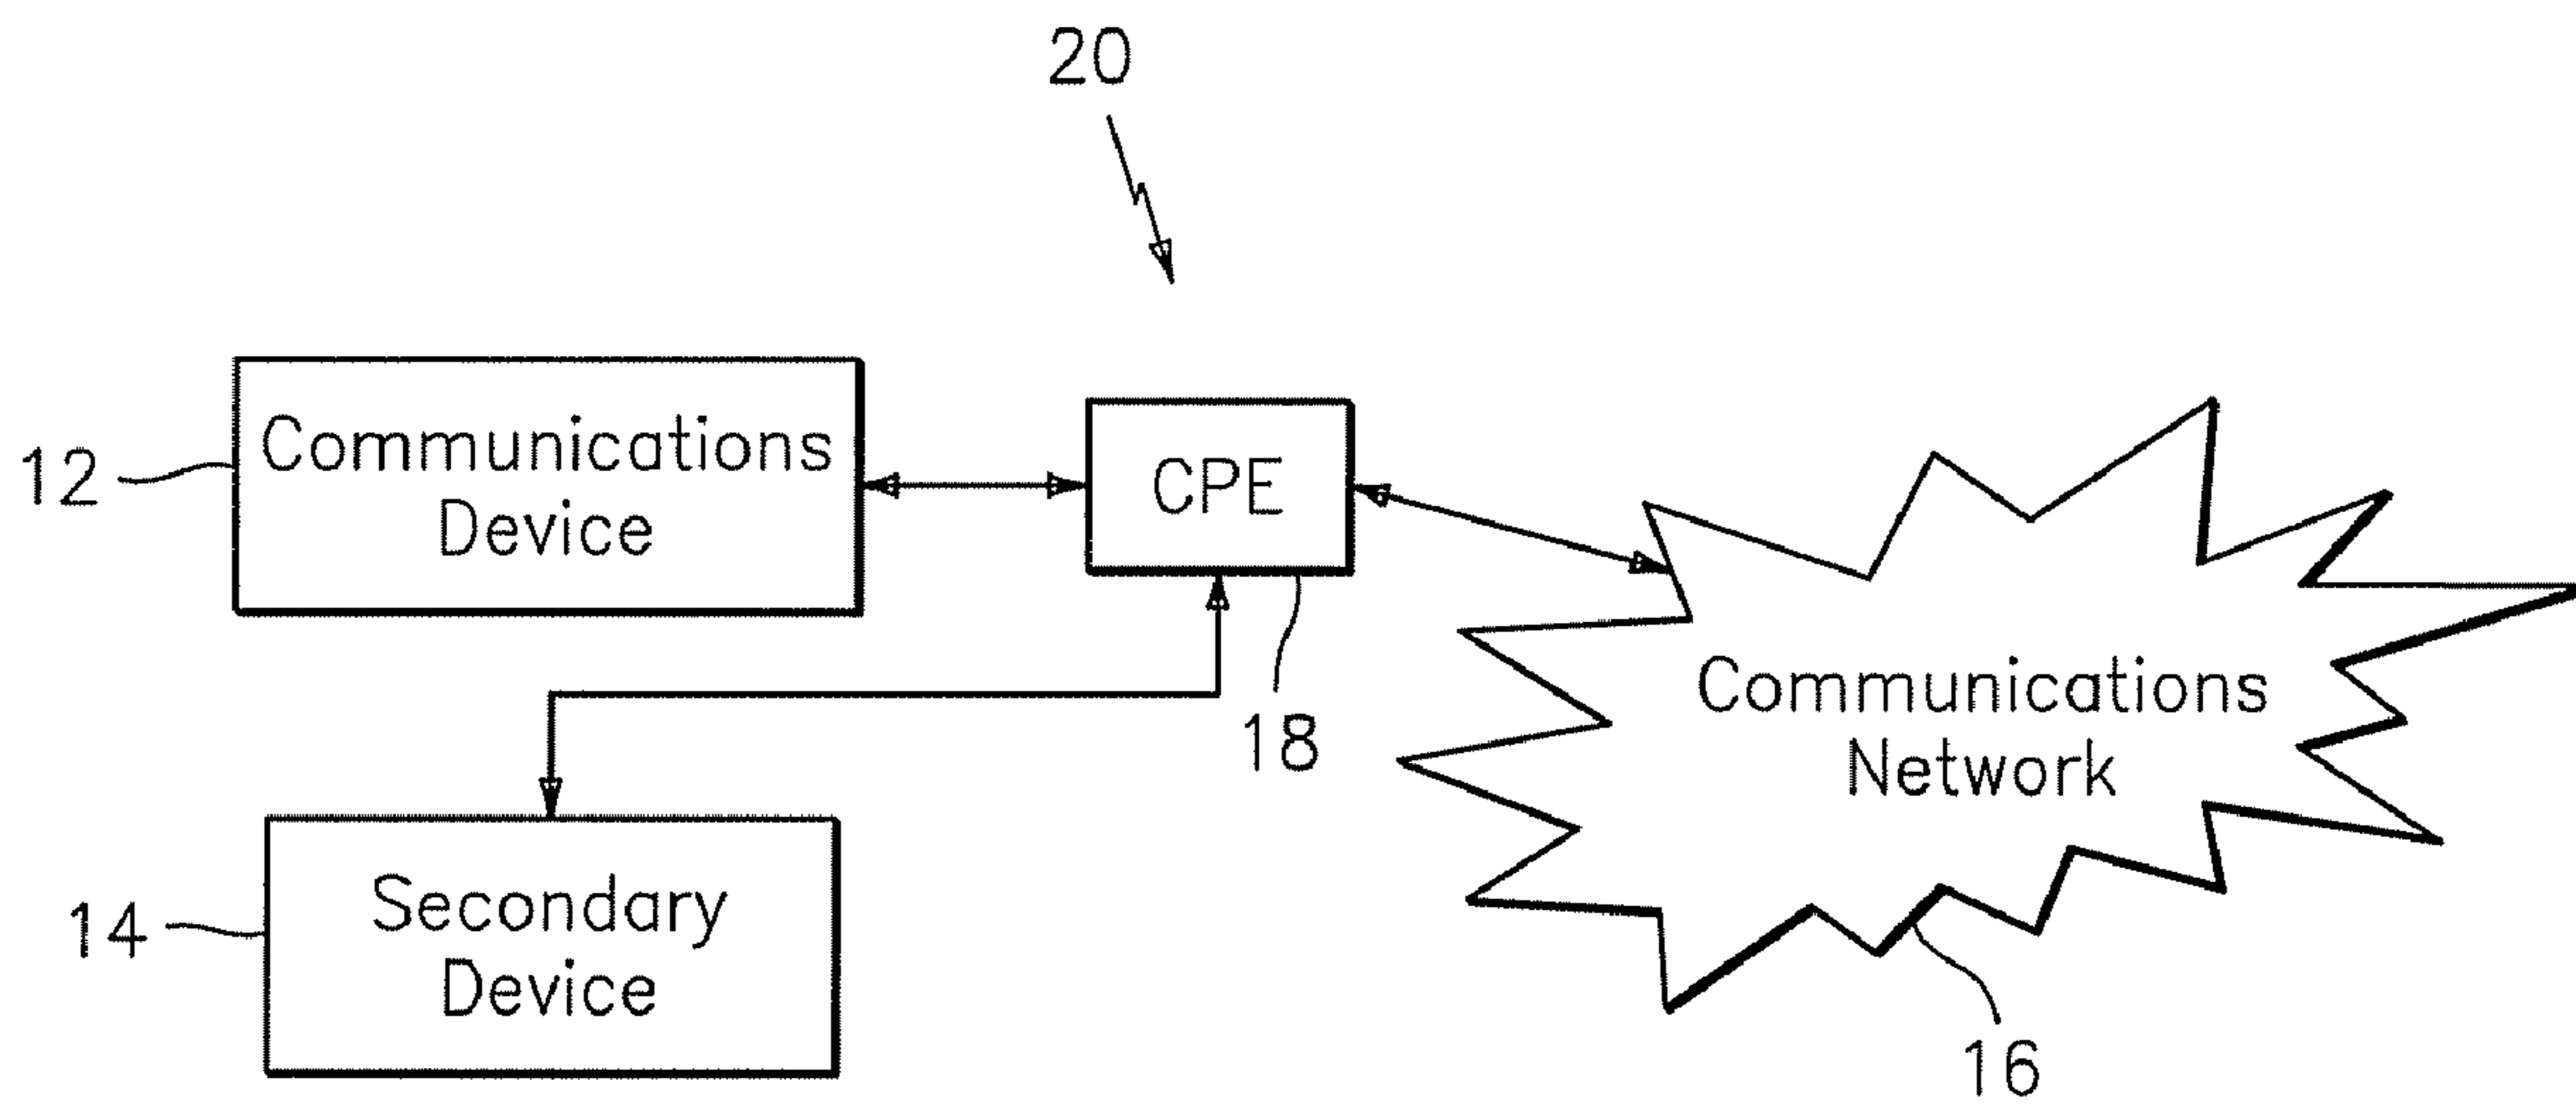 20
12
Communications
Device
CPE
18
Communications
Network
14
Secondary
Device
16